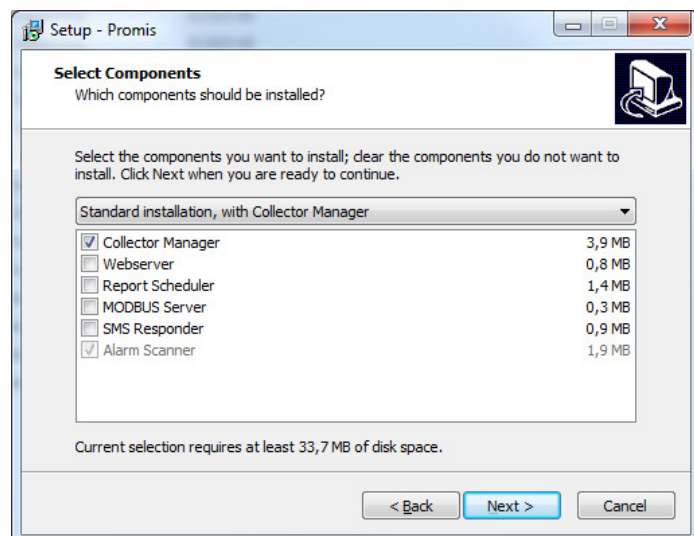 Setup - Promis
Select Components
Which components should be installed?
Select the components you want to install; clear the components you do not want to
install. Click Next when you are ready to continue.
Standard installation, with Collector Manager
Collector Manager 3,9 MB
Webserver 0,8 MB
Report Scheduler 1,4 MB
MODBUS Server 0,3 MB
SMS Responder 0,9 MB
Alarm Scanner 1,9 MB
Current selection requires at least 33,7 MB of disk space.
< Back Next > Cancel